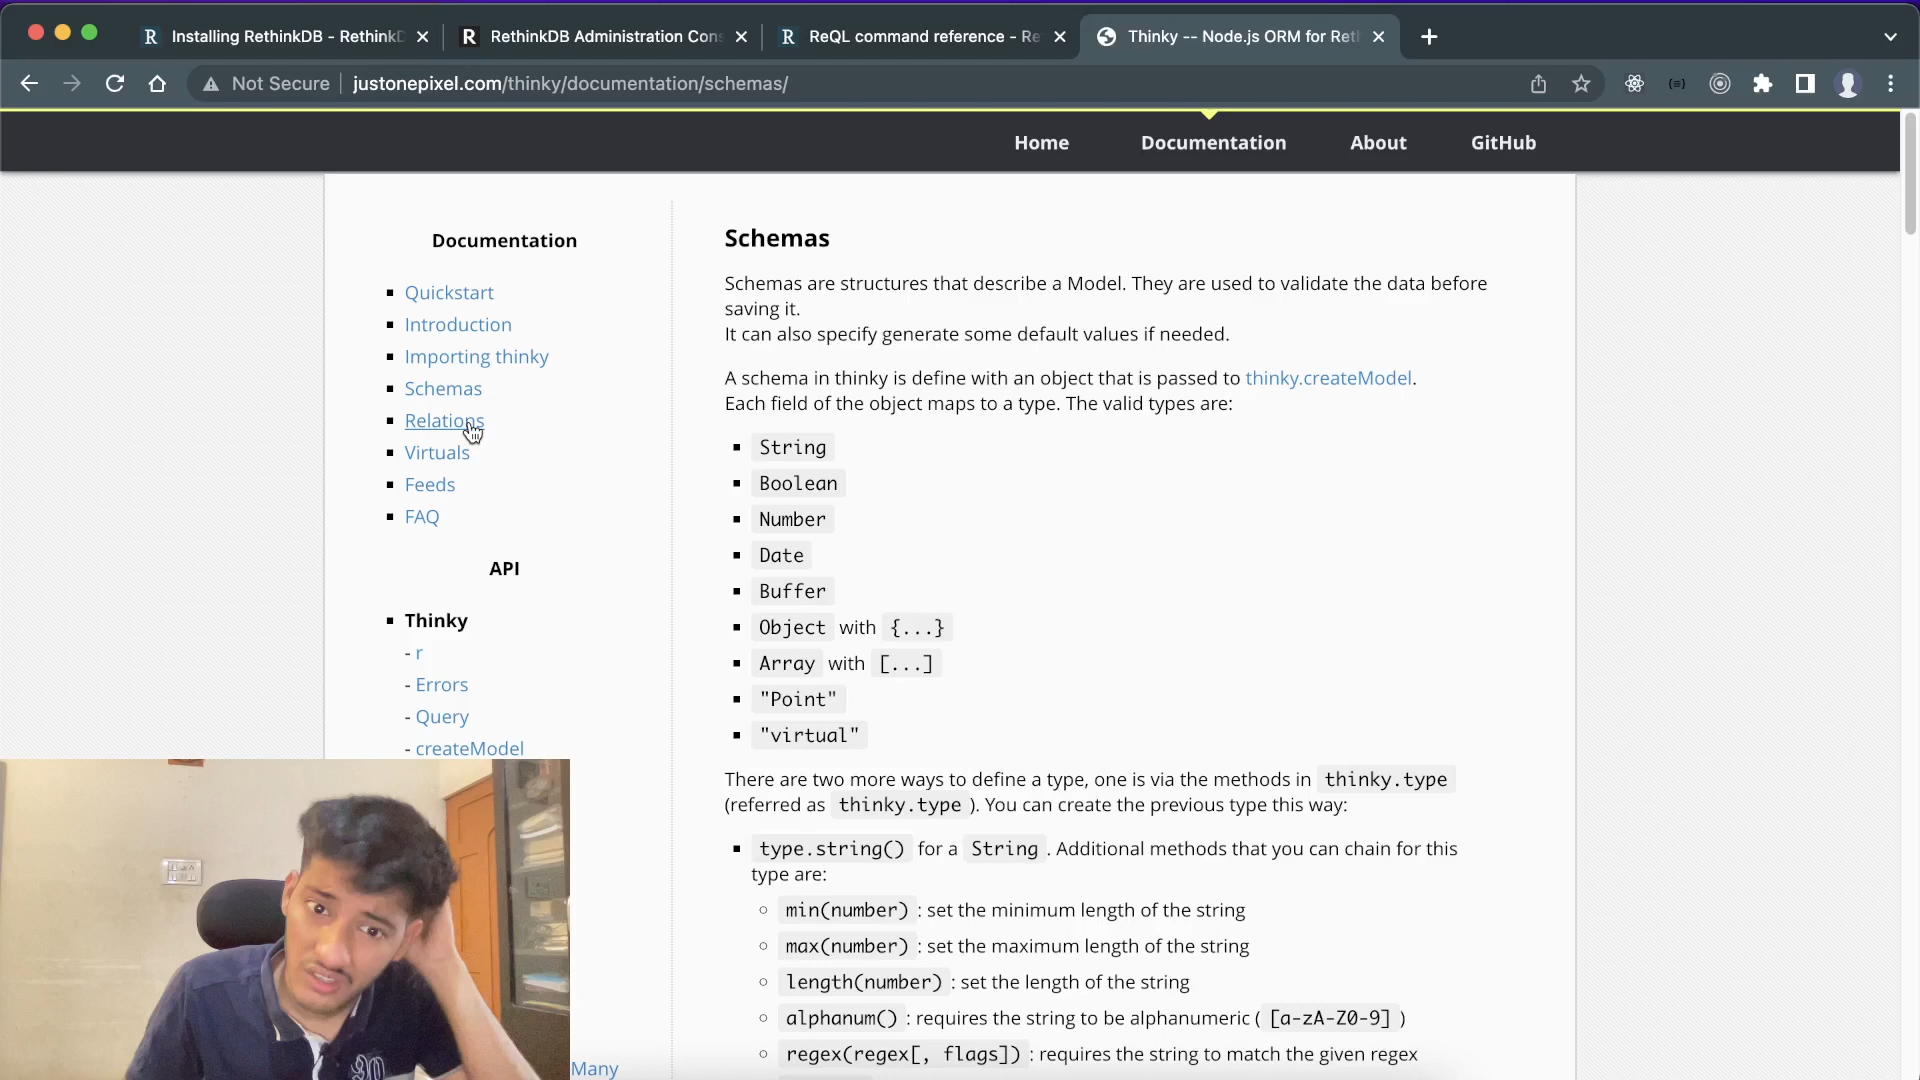 Installing RethinkDB - RethinkD
RethinkDB Administration Cons
ReQL command reference - Re
Thinky -- Node.js ORM for Reth
Not Secure
justonepixel.com/thinky/documentation/schemas/
Home
Documentation
About
GitHub
Documentation
Quickstart
Introduction
Importing thinky
Schemas
Relations
Virtuals
Feeds
FAQ
API
Thinky
- r
- Errors
- Query
- createModel
Many
Schemas
Schemas are structures that describe a Model. They are used to validate the data before
saving it.
It can also specify generate some default values if needed.
A schema in thinky is define with an object that is passed to thinky.createModel.
Each field of the object maps to a type. The valid types are:
String
Boolean
Number
Date
Buffer
Object with {...}
Array with [...]
"Point"
"virtual"
There are two more ways to define a type, one is via the methods in thinky.type
(referred as thinky.type ). You can create the previous type this way:
type.string() for a String . Additional methods that you can chain for this
type are:
min(number) : set the minimum length of the string
max(number) : set the maximum length of the string
length(number) : set the length of the string
alphanum() : requires the string to be alphanumeric ( [a-zA-Z0-9] )
regex(regex[, flags]) : requires the string to match the given regex